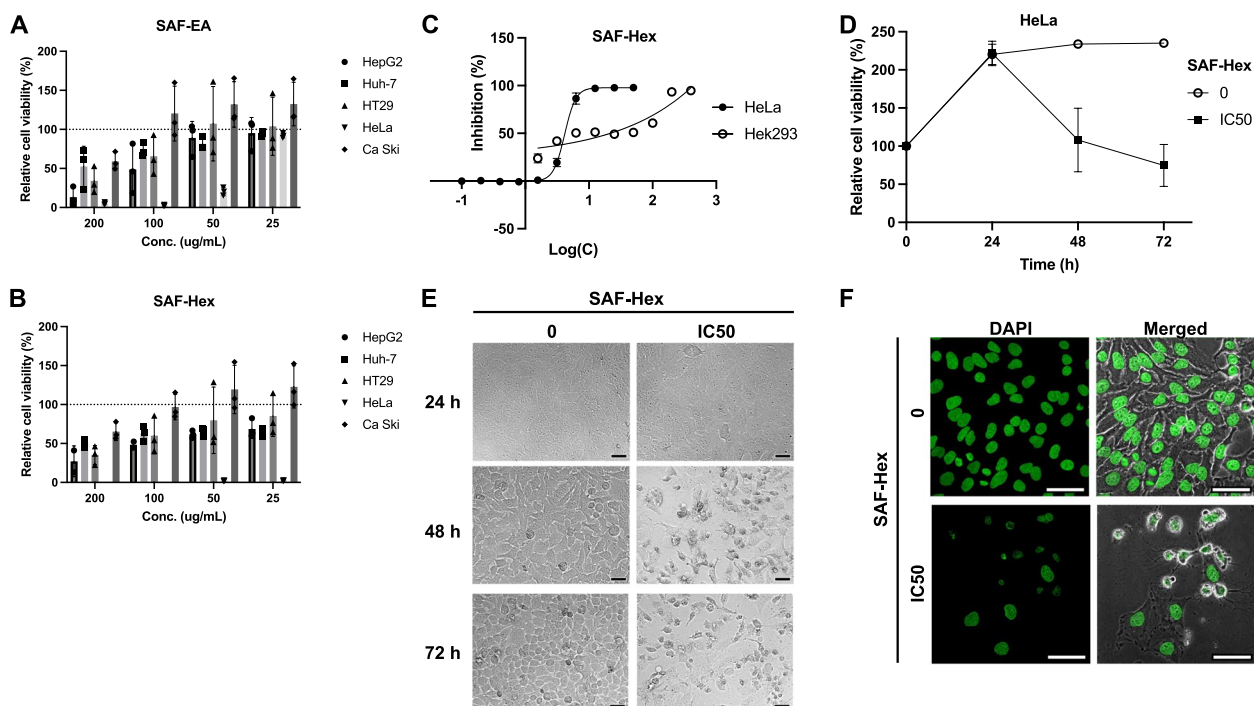 A
SAF-EA
Relative cell viability (%)
200
150
100
50
0
200 100 50 25
Conc. (ug/mL)
HepG2
Huh-7
HT29
HeLa
Ca Ski
B
SAF-Hex
Relative cell viability (%)
200
150
100
50
0
200 100 50 25
Conc. (ug/mL)
HepG2
Huh-7
HT29
HeLa
Ca Ski
C
SAF-Hex
Inhibition (%)
150
100
50
-50
-1 1 2 3
Log(C)
HeLa
Hek293
D
HeLa
Relative cell viability (%)
250
200
150
100
50
0
0 24 48 72
Time (h)
SAF-Hex
0
IC50
E
SAF-Hex
0 IC50
24 h
48 h
72 h
F
DAPI Merged
SAF-Hex
0
IC50